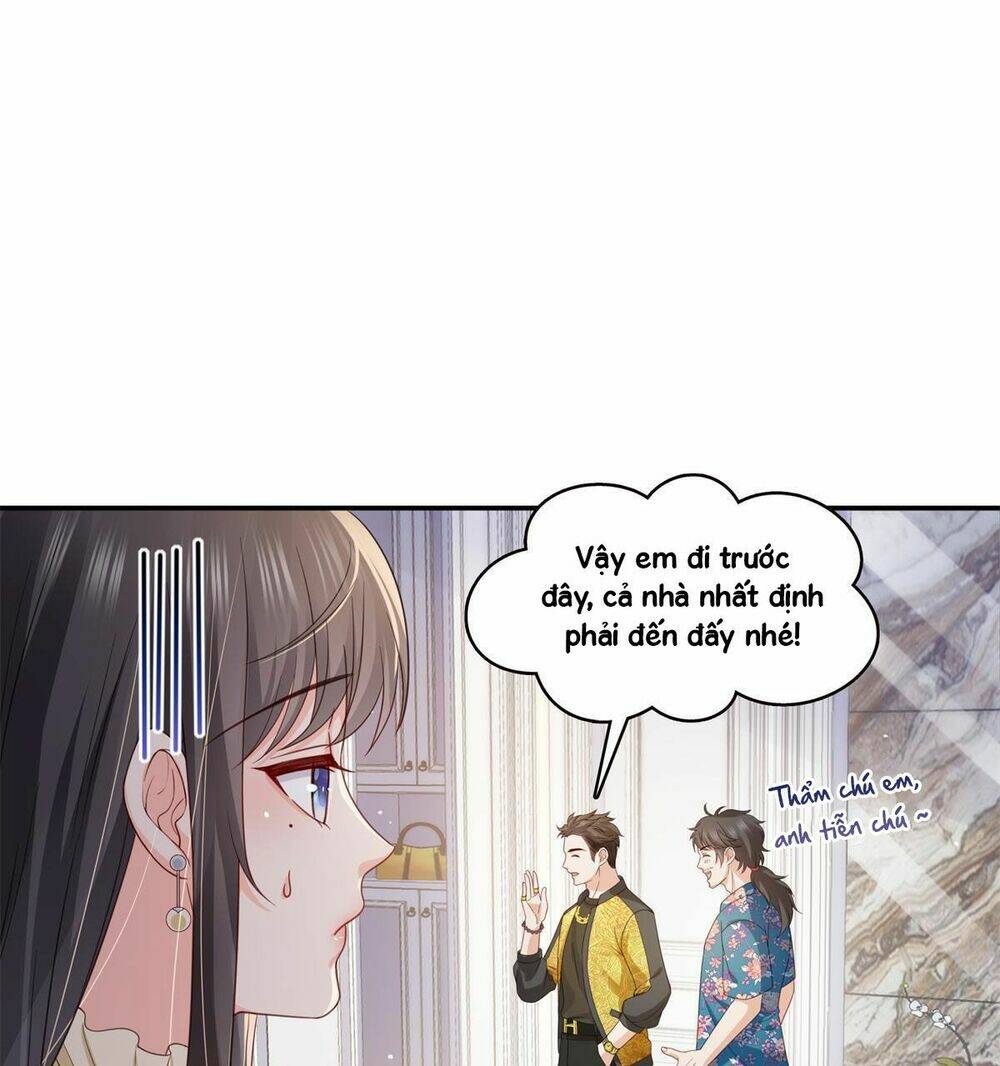 Vậy em đi trước
đây, cả nhà nhất định
phải đến đấy nhé!
Thẩm chú em,
anh tiễn chú ~